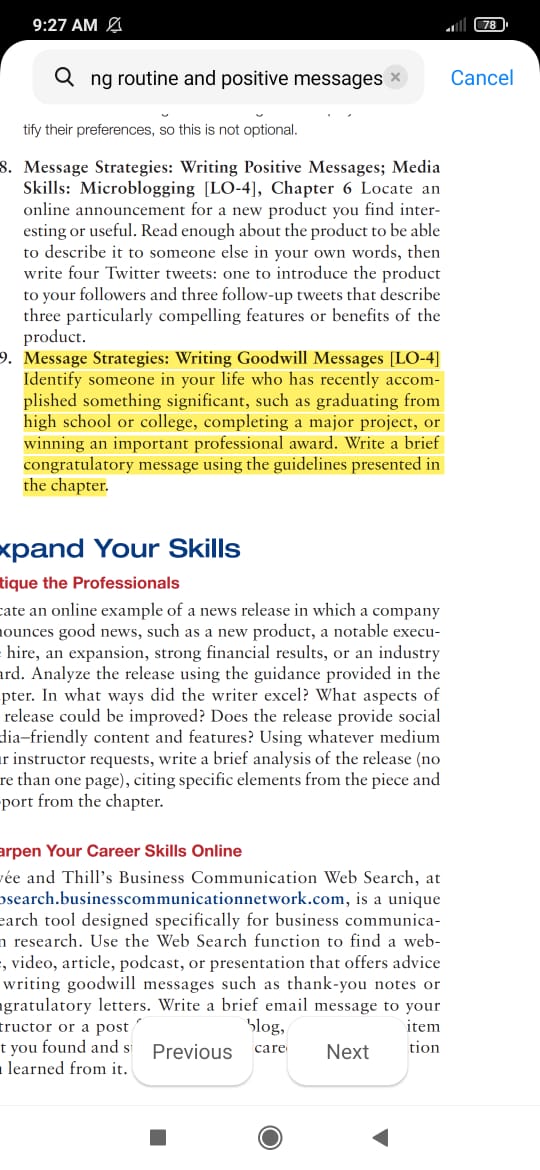 9:27 AM
78
ng routine and positive messages
Cancel
tify their preferences, so this is not optional.
8. Message Strategies: Writing Positive Messages; Media
Skills: Microblogging [LO-4], Chapter 6 Locate an
online announcement for a new product you find inter-
esting or useful. Read enough about the product to be able
to describe it to someone else in your own words, then
write four Twitter tweets: one to introduce the product
to your followers and three follow-up tweets that describe
three particularly compelling features or benefits of the
product.
9. Message Strategies: Writing Goodwill Messages [LO-4]
Identify someone in your life who has recently accom-
plished something significant, such as graduating from
high school or college, completing a major project, or
winning an important professional award. Write a brief
congratulatory message using the guidelines presented in
the chapter.
xpand Your Skills
tique the Professionals
cate an online example of a news release in which a company
nounces good news, such as a new product, a notable execu-
hire, an expansion, strong financial results, or an industry
ard. Analyze the release using the guidance provided in the
pter. In what ways did the writer excel? What aspects of
release could be improved? Does the release provide social
dia–friendly content and features? Using whatever medium
ur instructor requests, write a brief analysis of the release (no
re than one page), citing specific elements from the piece and
port from the chapter.
arpen Your Career Skills Online
vée and Thill's Business Communication Web Search, at
osearch.businesscommunicationnetwork.com, is a unique
earch tool designed specifically for business communica-
n research. Use the Web Search function to find a web-
, video, article, podcast, or presentation that offers advice
writing goodwill messages such as thank-you notes or
ngratulatory letters. Write a brief email message to your
tructor or a post blog, item
t you found and s care tion
learned from it.
Previous
Next